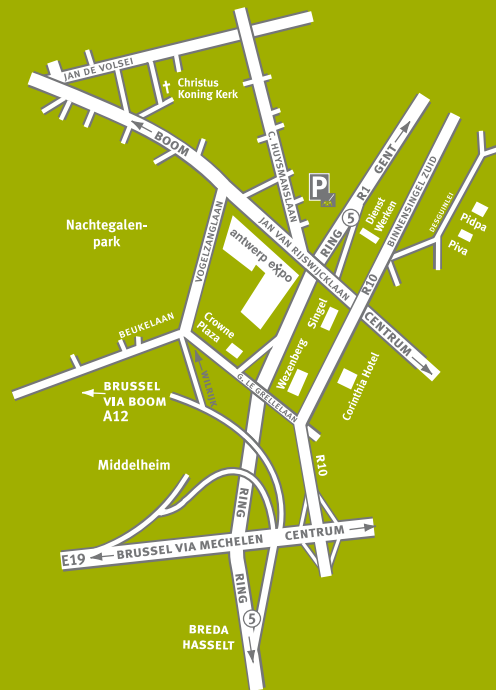 JAN DE VOLSEI
✝ Christus
Koning Kerk
← BOOM
C. HUYSMANSLAAN
P
RING
5
R1
GENT →
Dienst
Werken
BINNENSINGEL ZUID
R10
DESGUINLEI
Pidpa
Piva
Nachtegalen-
park
VOGELZANGLAAN
antwerp expo
JAN VAN RIJSWIJCKLAAN
CENTRUM →
BEUKELAAN
Crowne
Plaza
Singel
Wezenberg
Corinthia Hotel
← BRUSSEL
VIA BOOM
A12
WILRIJK
G. LE GRELLELAAN
Middelheim
R10
RING
E19 ← BRUSSEL VIA MECHELEN
CENTRUM →
RING
5
BREDA
HASSELT